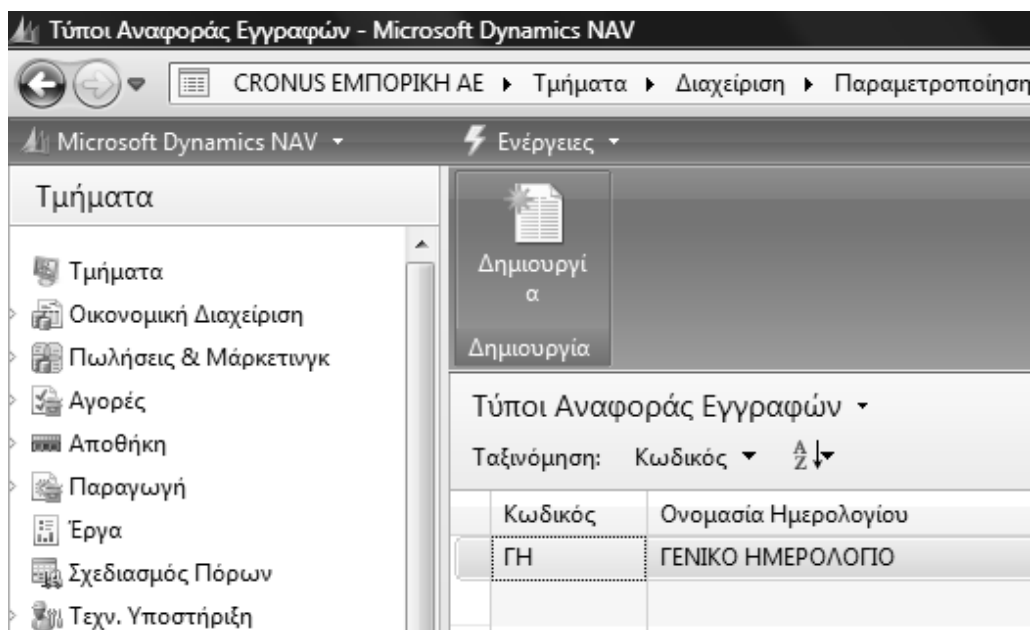 Τύποι Αναφοράς Εγγραφών - Microsoft Dynamics NAV
CRONUS ΕΜΠΟΡΙΚΗ ΑΕ Τμήματα Διαχείριση Παραμετροποίηση
Microsoft Dynamics NAV
Ενέργειες
Τμήματα
Τμήματα
Οικονομική Διαχείριση
Πωλήσεις & Μάρκετινγκ
Αγορές
Αποθήκη
Παραγωγή
Έργα
Σχεδιασμός Πόρων
Τεχν. Υποστήριξη
Δημιουργί
α
Δημιουργία
Τύποι Αναφοράς Εγγραφών
Ταξινόμηση: Κωδικός
Κωδικός Ονομασία Ημερολογίου
ΓΗ ΓΕΝΙΚΟ ΗΜΕΡΟΛΟΓΙΟ